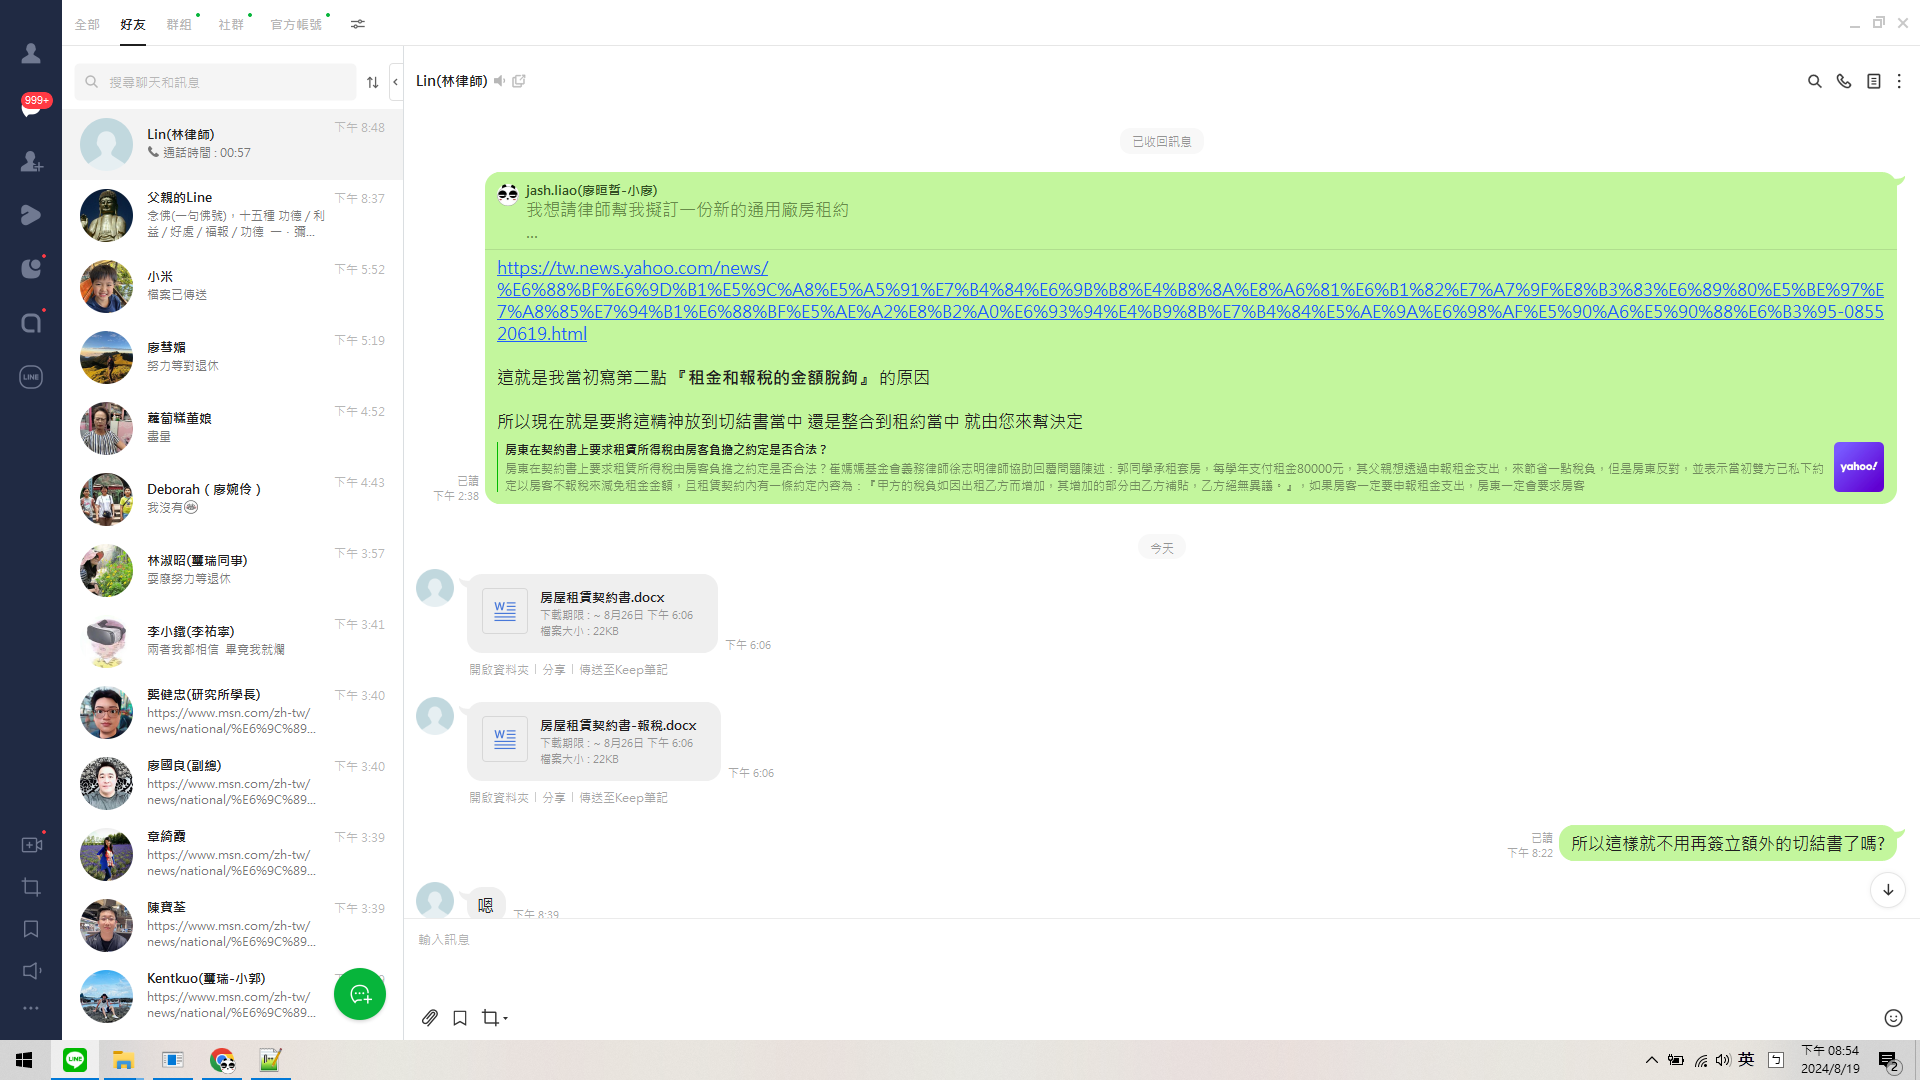 全部
好友
群組
社群
官方帳號
999+
搜尋聊天和訊息
Lin(林律師)
通話時間 : 00:57
下午 8:48
父親的Line
念佛(一句佛號)，十五種 功德 / 利
益 / 好處 / 福報 / 功德 一．彌...
下午 8:37
小米
檔案已傳送
下午 5:52
廖彗媚
努力等對退休
下午 5:19
蘿蔔糕董娘
盡量
下午 4:52
Deborah ( 廖婉伶 )
我沒有
下午 4:43
林淑昭(璽瑞同事)
耍廢努力等退休
下午 3:57
李小鐵(李祐寧)
兩者我都相信 畢竟我就爛
下午 3:41
龔健忠(研究所學長)
https://www.msn.com/zh-tw/
news/national/%E6%9C%89...
下午 3:40
廖國良(副總)
https://www.msn.com/zh-tw/
news/national/%E6%9C%89...
下午 3:40
章綺霞
https://www.msn.com/zh-tw/
news/national/%E6%9C%89...
下午 3:39
陳寶荃
https://www.msn.com/zh-tw/
news/national/%E6%9C%89...
下午 3:39
Kentkuo(璽瑞-小郭)
https://www.msn.com/zh-tw/
news/national/%E6%9C%89...
LINE
Lin(林律師)
已收回訊息
jash.liao(廖晅晢-小廖)
我想請律師幫我擬訂一份新的通用廠房租約
...
https://tw.news.yahoo.com/news/
%E6%88%BF%E6%9D%B1%E5%9C%A8%E5%A5%91%E7%B4%84%E6%9B%B8%E4%B8%8A%E8%A6%81%E6%B1%82%E7%A7%9F%E8%B3%83%E6%89%80%E5%BE%97%E
7%A8%85%E7%94%B1%E6%88%BF%E5%AE%A2%E8%B2%A0%E6%93%94%E4%B9%8B%E7%B4%84%E5%AE%9A%E6%98%AF%E5%90%A6%E5%90%88%E6%B3%95-0855
20619.html
這就是我當初寫第二點 『租金和報稅的金額脫鉤』 的原因
所以現在就是要將這精神放到切結書當中 還是整合到租約當中 就由您來幫決定
房東在契約書上要求租賃所得稅由房客負擔之約定是否合法？
房東在契約書上要求租賃所得稅由房客負擔之約定是否合法？崔媽媽基金會義務律師徐志明律師協助回覆問題陳述：郭同學承租套房，每學年支付租金80000元，其父親想透過申報租金支出，來節省一點稅負，但是房東反對，並表示當初雙方已私下約
定以房客不報稅來減免租金金額，且租賃契約內有一條約定內容為：『甲方的稅負如因出租乙方而增加，其增加的部分由乙方補貼，乙方絕無異議。』，如果房客一定要申報租金支出，房東一定會要求房客
yahoo!
已讀
下午 2:38
今天
房屋租賃契約書.docx
下載期限 : ~ 8月26日 下午 6:06
檔案大小 : 22KB
下午 6:06
開啟資料夾 | 分享 | 傳送至Keep筆記
房屋租賃契約書-報稅.docx
下載期限 : ~ 8月26日 下午 6:06
檔案大小 : 22KB
下午 6:06
開啟資料夾 | 分享 | 傳送至Keep筆記
已讀
下午 8:22
所以這樣就不用再簽立額外的切結書了嗎?
嗯
下午 8:39
輸入訊息
LINE
英
ㄅ
下午 08:54
2024/8/19
2